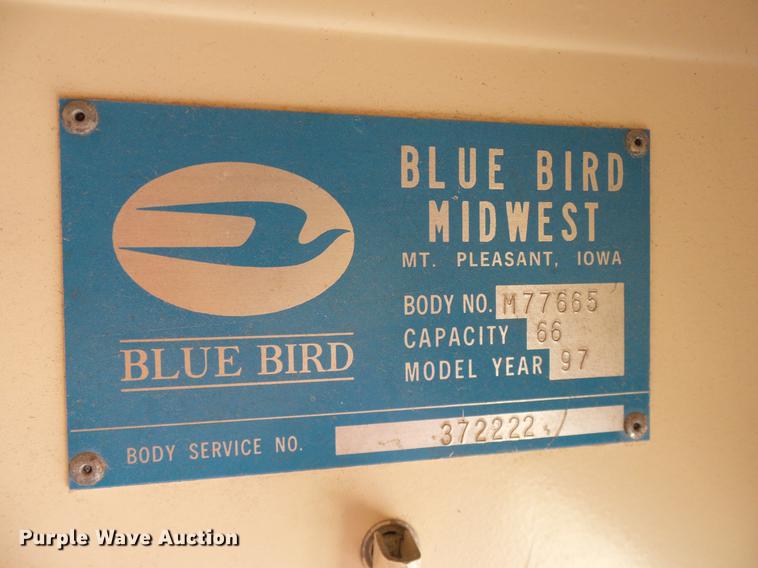 BLUE BIRD
MIDWEST
MT. PLEASANT, IOWA
BODY NO. M77665
CAPACITY 66
MODEL YEAR 97
BLUE BIRD
BODY SERVICE NO. 372222
Purple Wave Auction